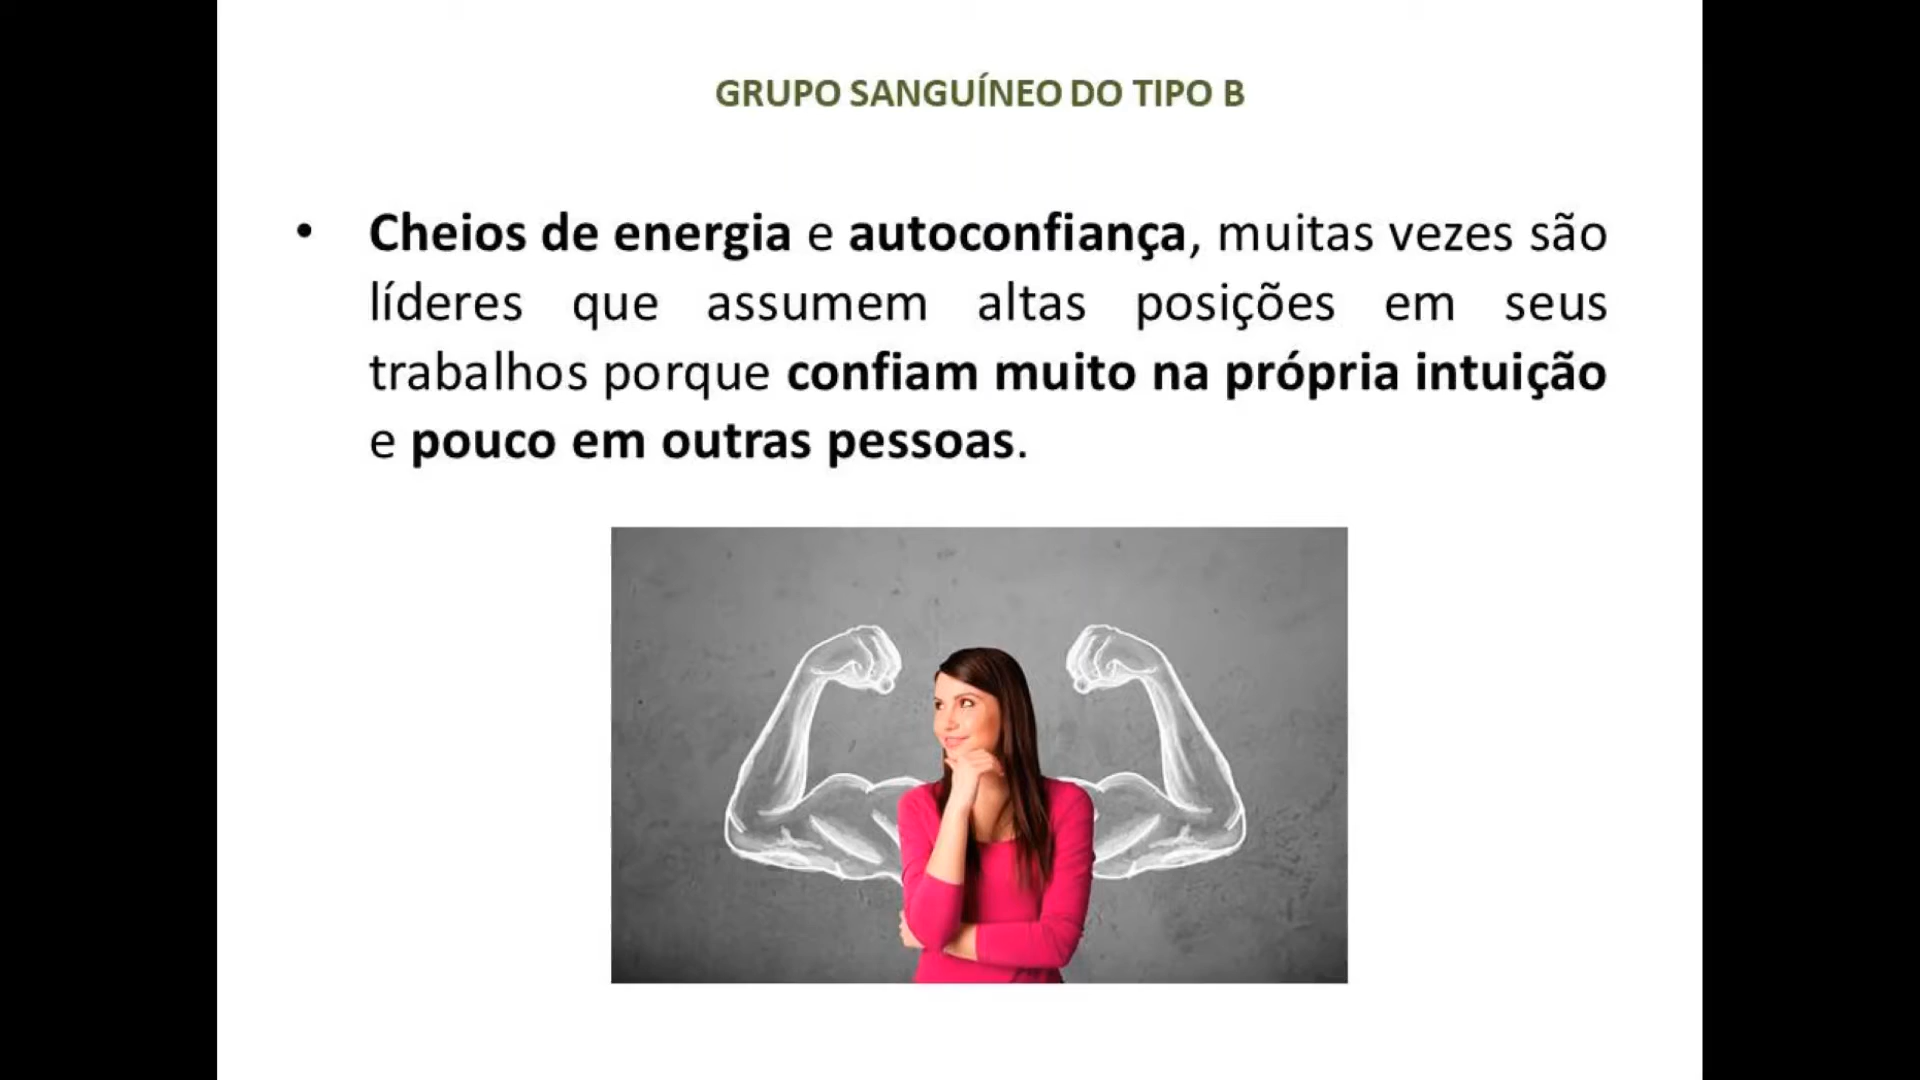 GRUPO SANGUÍNEO DO TIPO B
• Cheios de energia e autoconfiança, muitas vezes são
líderes que assumem altas posições em seus
trabalhos porque confiam muito na própria intuição
e pouco em outras pessoas.